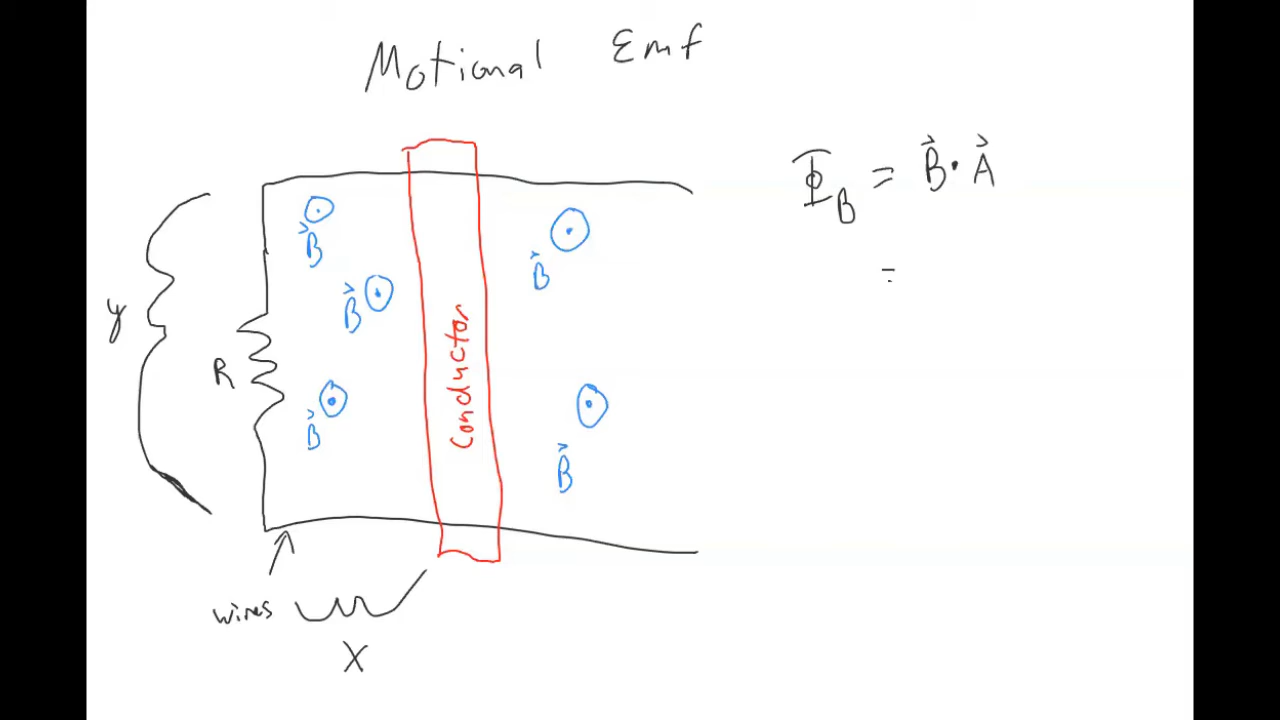 Motional Emf
Φ_B = B⃗ · A⃗
=
B⃗
B⃗
B⃗
B⃗
B⃗
y
R
Conductor
wires
X